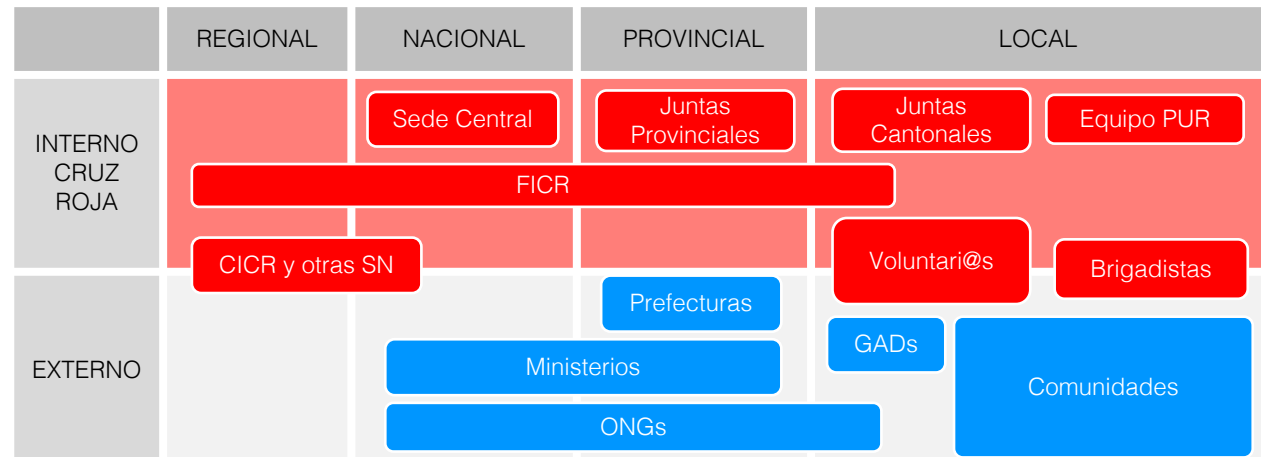 REGIONAL
NACIONAL
PROVINCIAL
LOCAL
INTERNO
CRUZ
ROJA
Sede Central
Juntas
Provinciales
Juntas
Cantonales
Equipo PUR
FICR
CICR y otras SN
Voluntari@s
Brigadistas
EXTERNO
Prefecturas
Ministerios
GADs
Comunidades
ONGs